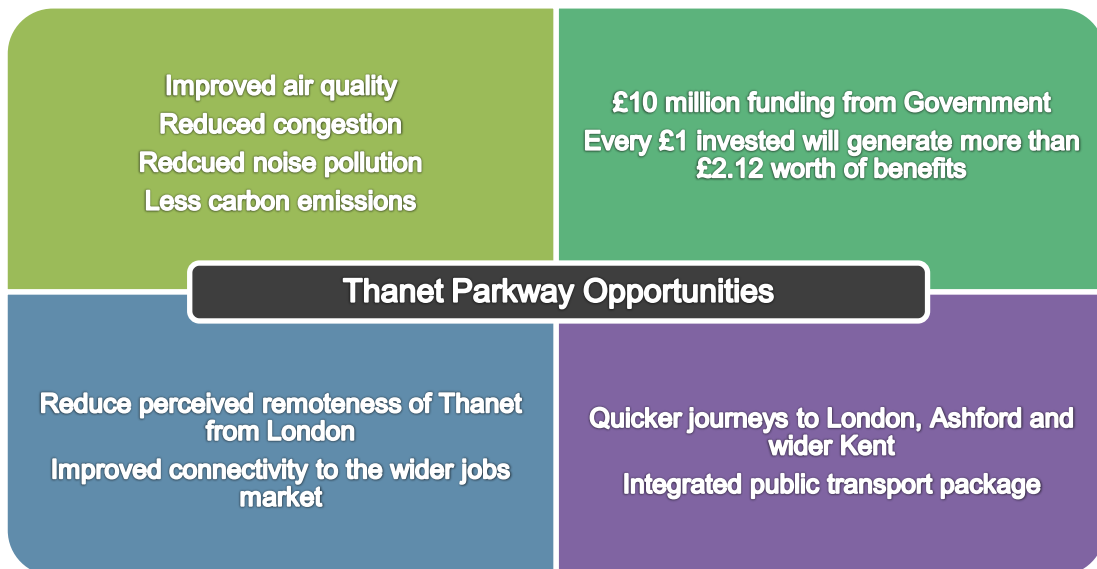 Improved air quality
Reduced congestion
Redcued noise pollution
Less carbon emissions
£10 million funding from Government
Every £1 invested will generate more than
£2.12 worth of benefits
Thanet Parkway Opportunities
Reduce perceived remoteness of Thanet
from London
Improved connectivity to the wider jobs
market
Quicker journeys to London, Ashford and
wider Kent
Integrated public transport package